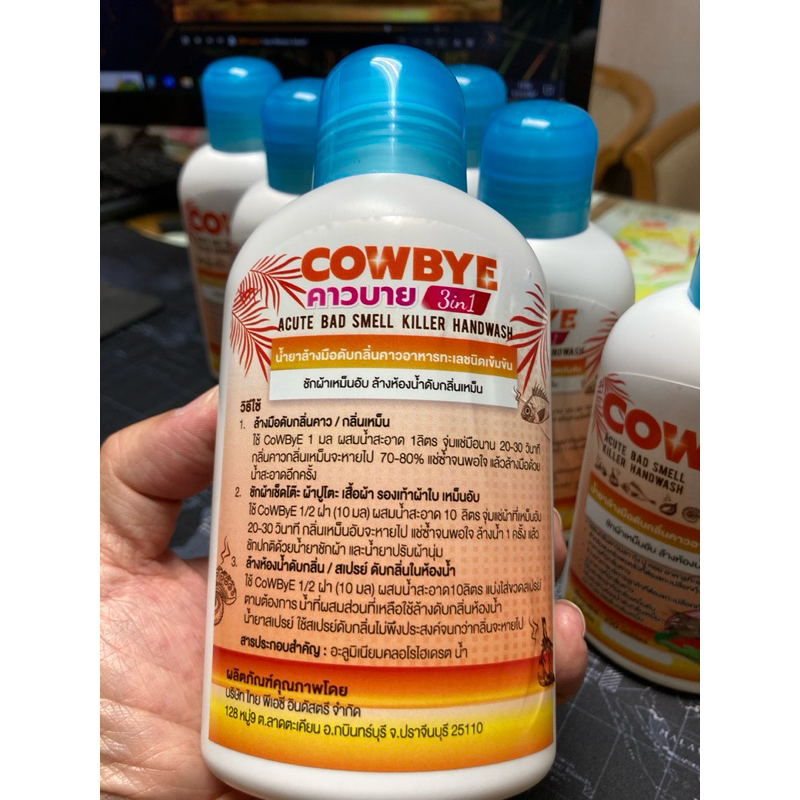 COWBYE
คาวบาย 3in1
ACUTE BAD SMELL KILLER HANDWASH
น้ำยาล้างมือดับกลิ่นคาวอาหารทะเลชนิดเข้มข้น
ซักผ้าเหม็นอับ ล้างห้องน้ำดับกลิ่นเหม็น
วิธีใช้
1. ล้างมือดับกลิ่นคาว / กลิ่นเหม็น
ใช้ CoWByE 1 มล ผสมน้ำสะอาด 1ลิตร จุ่มแช่มือนาน 20-30 วินาที
กลิ่นคาวกลิ่นเหม็นจะหายไป 70-80% แช่ซ้ำจนพอใจ แล้วล้างมือด้วย
น้ำสะอาดอีกครั้ง
2. ซักผ้าเช็ดโต๊ะ ผ้าปูโต๊ะ เสื้อผ้า รองเท้าผ้าใบ เหม็นอับ
ใช้ CoWByE 1/2 ฝา (10 มล) ผสมน้ำสะอาด 10 ลิตร จุ่มแช่ผ้าที่เหม็นอับ
20-30 วินาที กลิ่นเหม็นอับจะหายไป แช่ซ้ำจนพอใจ ล้างน้ำ 1 ครั้ง แล้ว
ซักปกติด้วยน้ำยาซักผ้า และน้ำยาปรับผ้านุ่ม
3. ล้างห้องน้ำดับกลิ่น / สเปรย์ ดับกลิ่นในห้องน้ำ
ใช้ CoWByE 1/2 ฝา (10 มล) ผสมน้ำสะอาด10ลิตร แบ่งใส่ขวดสเปรย์
ตามต้องการ น้ำที่ผสมส่วนที่เหลือใช้ล้างดับกลิ่นห้องน้ำ
น้ำยาสเปรย์ ใช้สเปรย์ดับกลิ่นไม่พึงประสงค์จนกว่ากลิ่นจะหายไป
สารประกอบสำคัญ : อะลูมิเนียมคลอโรไฮเดรต น้ำ
ผลิตภัณฑ์คุณภาพโดย
บริษัท ไทย พีเอชี อินดัสตรี จำกัด
128 หมู่9 ต.ลาดตะเคียน อ.กบินทร์บุรี จ.ปราจีนบุรี 25110
COW
ACUTE BAD SMELL
KILLER HANDWASH